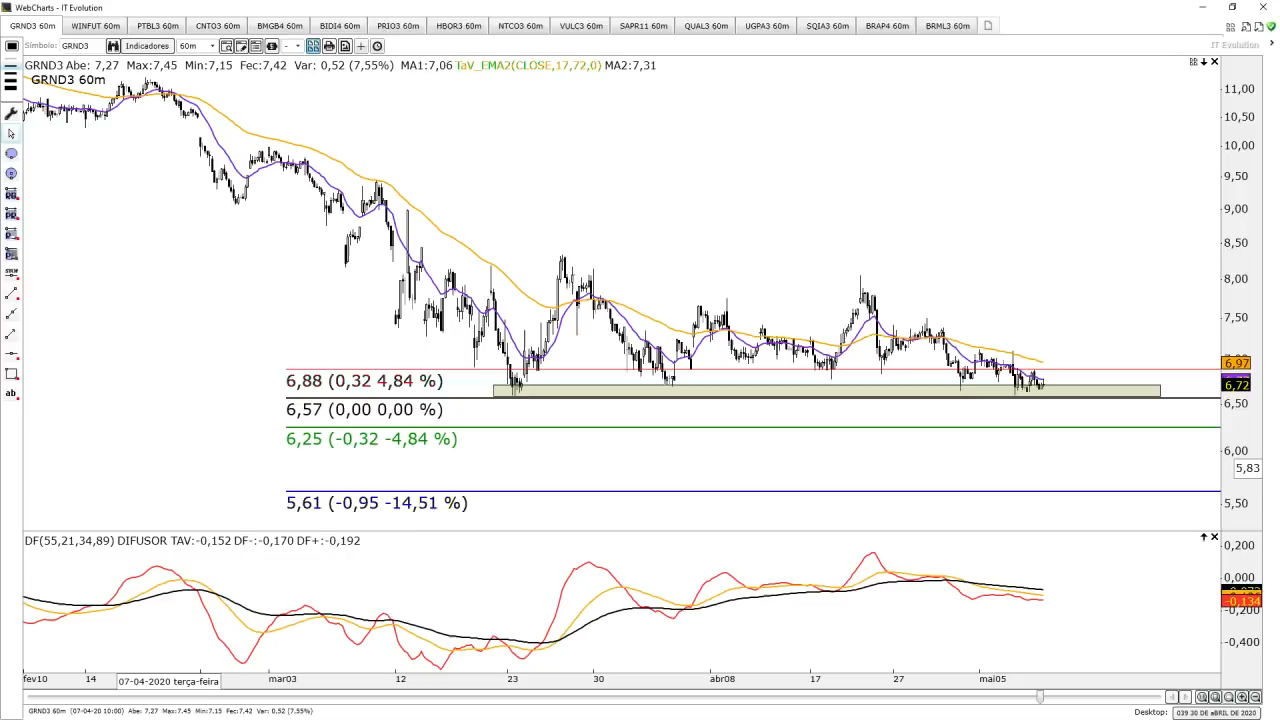 WebCharts - IT Evolution
GRND3 60m WINFUT 60m PTBL3 60m CNTO3 60m BMGB4 60m BIDI4 60m PRIO3 60m HBOR3 60m NTCO3 60m VULC3 60m SAPR11 60m QUAL3 60m UGPA3 60m SQIA3 60m BRAP4 60m BRML3 60m
Símbolo: GRND3 Indicadores 60m IT Evolution
GRND3 Abe: 7,27 Max:7,45 Min:7,15 Fec:7,42 Var: 0,52 (7,55%) MA1:7,06 TaV_EMA2(CLOSE,17,72,0) MA2:7,31
GRND3 60m
11,00
10,50
10,00
9,50
9,00
8,50
8,00
7,50
6,97
6,88 (0,32 4,84 %)
6,72
6,57 (0,00 0,00 %)
6,50
6,25 (-0,32 -4,84 %)
6,00
5,83
5,61 (-0,95 -14,51 %)
5,50
ab
DF(55,21,34,89) DIFUSOR TAV:-0,152 DF-:-0,170 DF+:-0,192
0,200
0,000
-0,134
-0,200
-0,400
fev10 14 07-04-2020 terça-feira mar03 12 23 30 abr08 17 27 mai05
GRND3 60m (07-04-20 10:00) Abe: 7,27 Max:7,45 Min:7,15 Fec:7,42 Var: 0,52 (7,55%)
Desktop: 039 30 DE aBRIL DE 2020